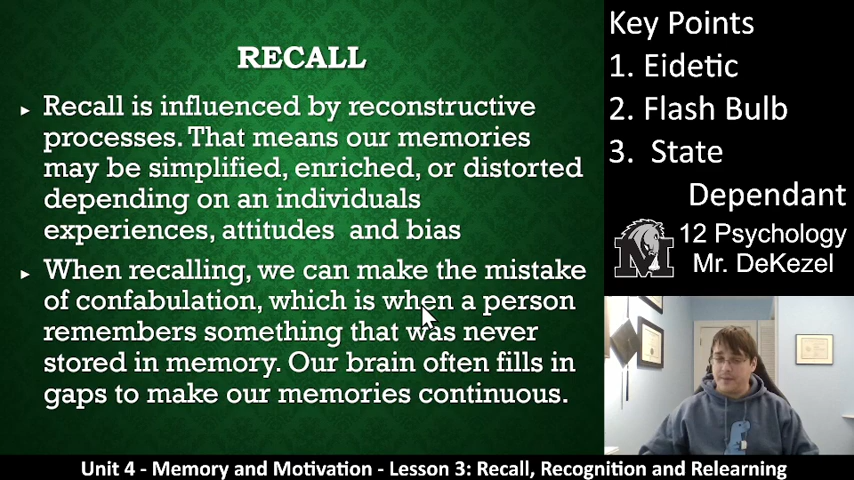 RECALL
Recall is influenced by reconstructive
processes. That means our memories
may be simplified, enriched, or distorted
depending on an individuals
experiences, attitudes and bias
When recalling, we can make the mistake
of confabulation, which is when a person
remembers something that was never
stored in memory. Our brain often fills in
gaps to make our memories continuous.
Key Points
1. Eidetic
2. Flash Bulb
3. State
Dependant
M
12 Psychology
Mr. DeKezel
Unit 4 - Memory and Motivation - Lesson 3: Recall, Recognition and Relearning